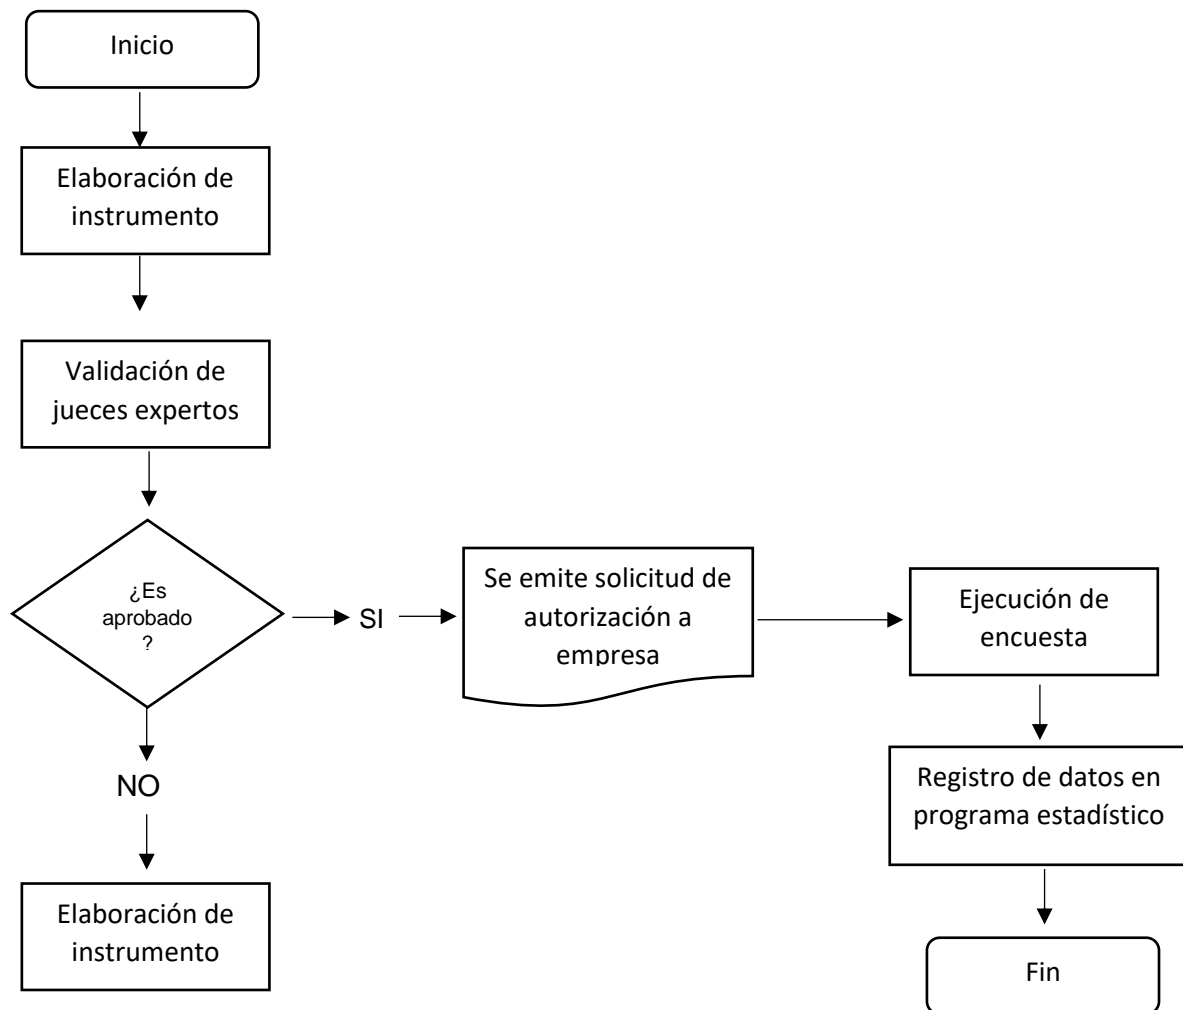 Inicio
Elaboración de
instrumento
Validación de
jueces expertos
¿Es
aprobado
?
SI
Se emite solicitud de
autorización a
empresa
Ejecución de
encuesta
Registro de datos en
programa estadístico
Fin
NO
Elaboración de
instrumento